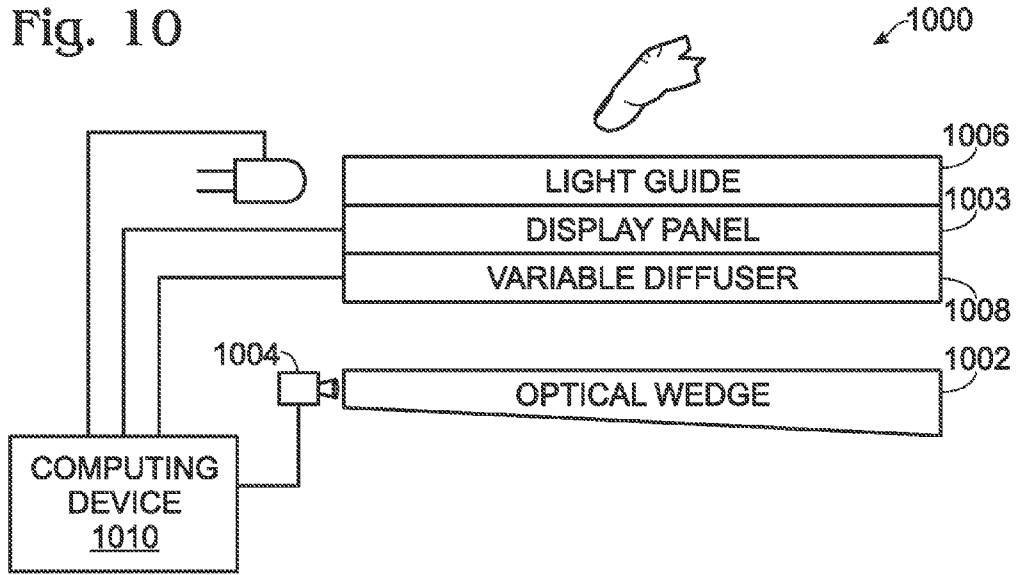 Fig. 10
1000
1006
LIGHT GUIDE
1003
DISPLAY PANEL
VARIABLE DIFFUSER
1008
1004
1002
OPTICAL WEDGE
COMPUTING
DEVICE
1010